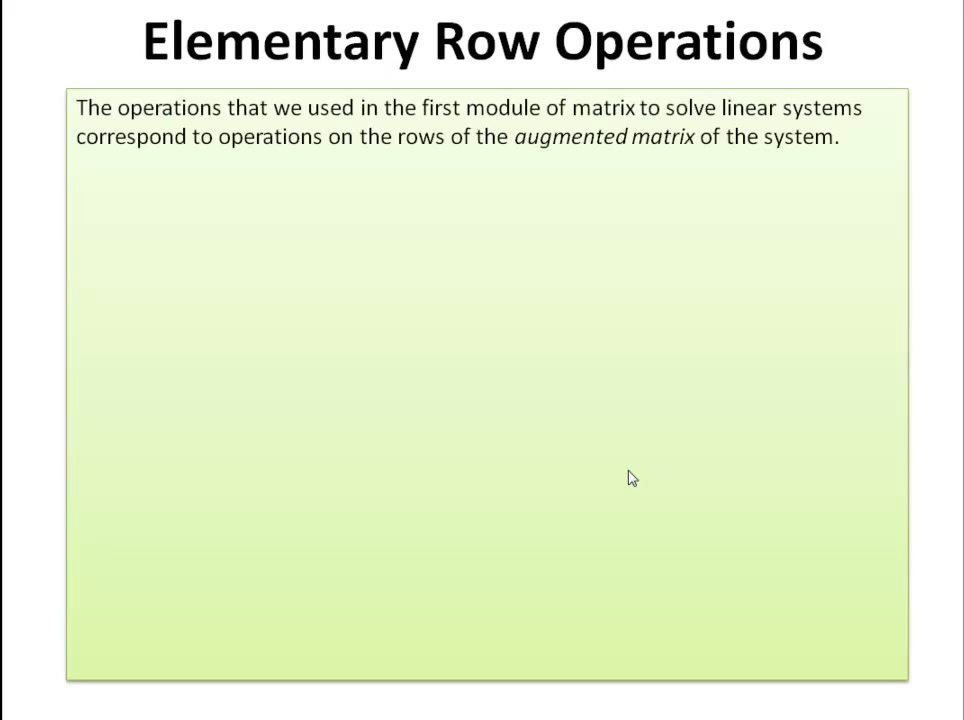 Elementary Row Operations
The operations that we used in the first module of matrix to solve linear systems
correspond to operations on the rows of the augmented matrix of the system.